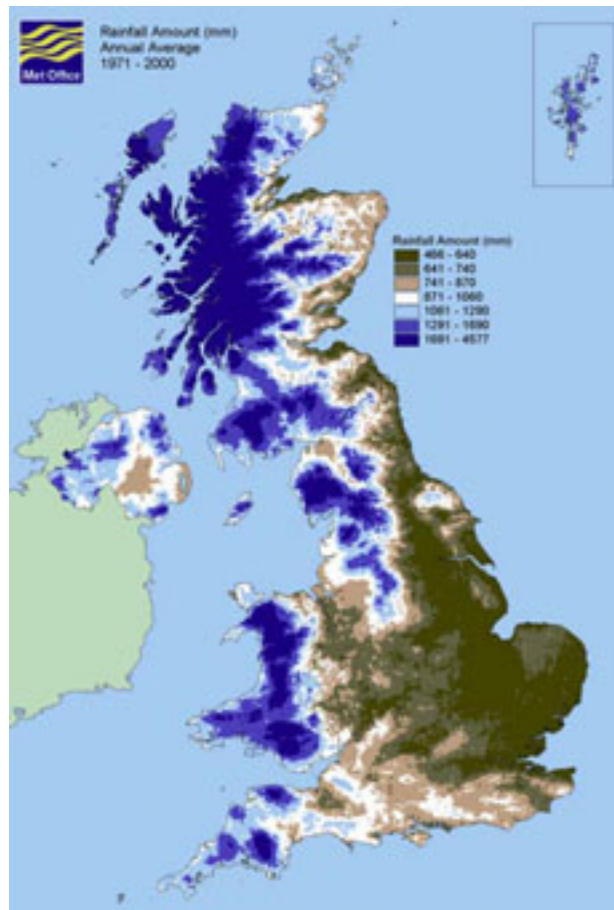 Met Office
Rainfall Amount (mm)
Annual Average
1971 - 2000
Rainfall Amount (mm)
466 - 640
641 - 740
741 - 870
871 - 1060
1061 - 1290
1291 - 1690
1691 - 4577